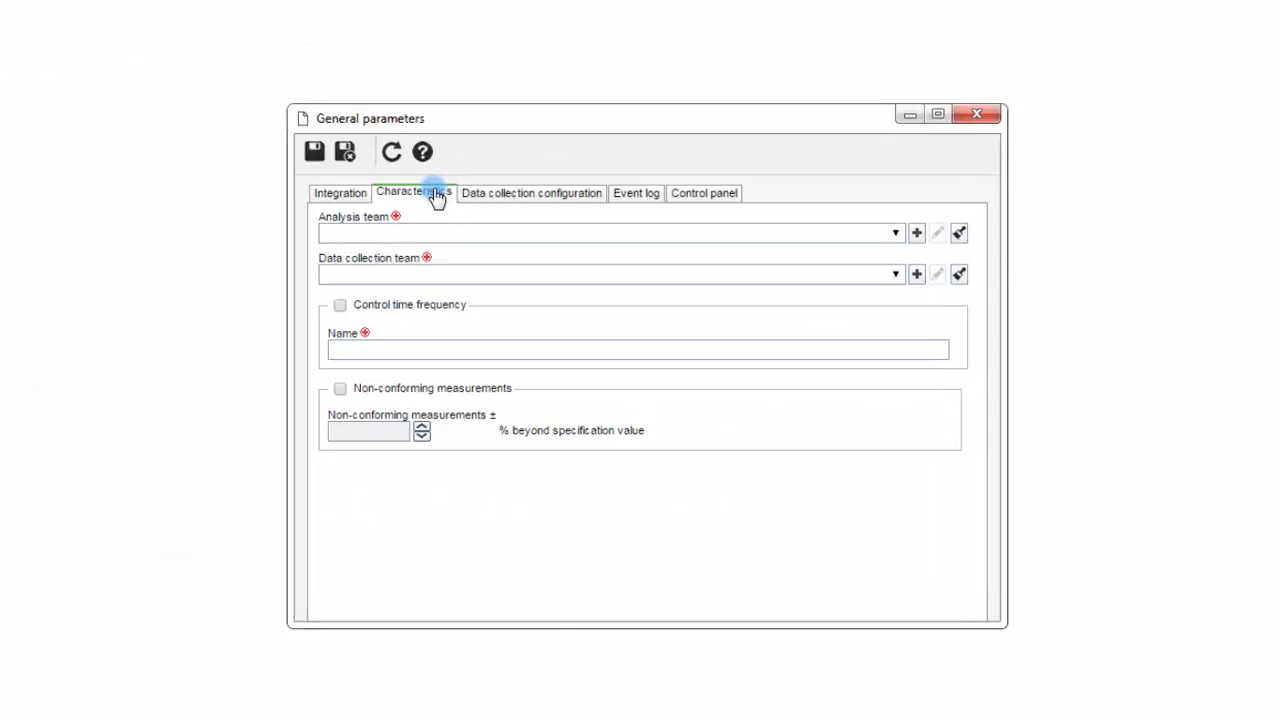 General parameters
Integration
Characteristics
Data collection configuration
Event log
Control panel
Analysis team
Data collection team
Control time frequency
Name
Non-conforming measurements
Non-conforming measurements ±
% beyond specification value